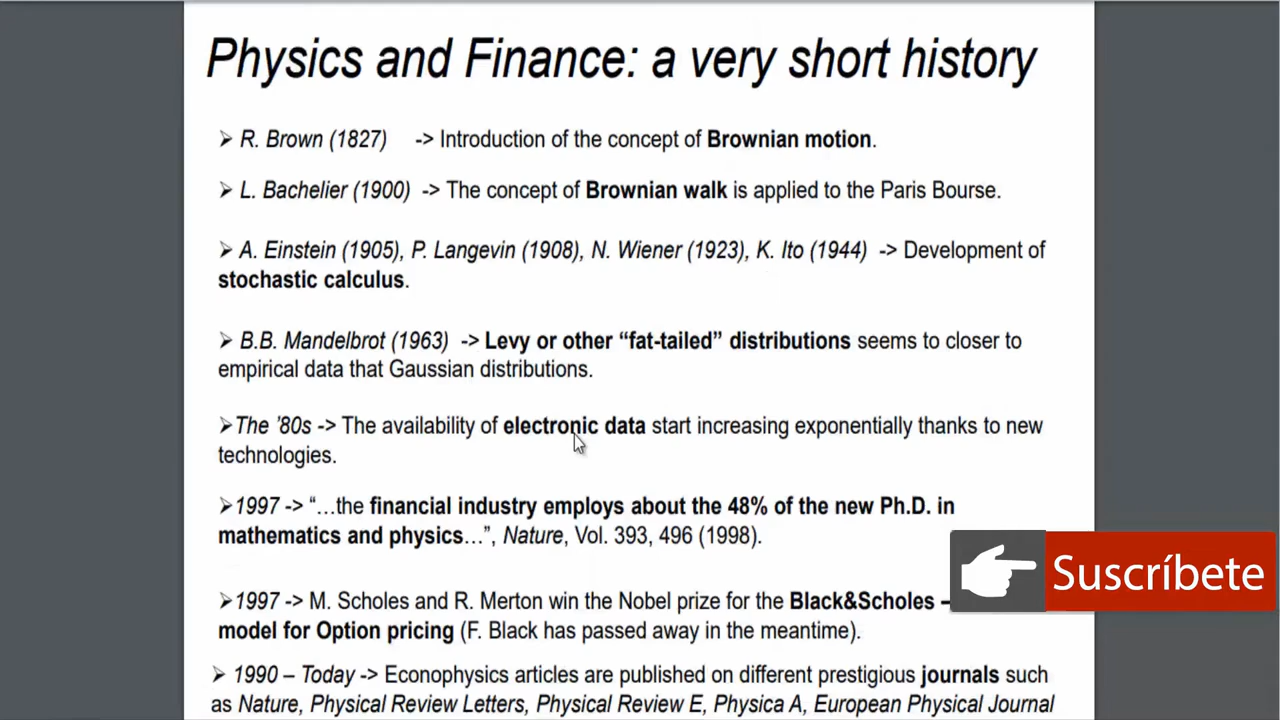 Physics and Finance: a very short history
➢ R. Brown (1827) -> Introduction of the concept of Brownian motion.
➢ L. Bachelier (1900) -> The concept of Brownian walk is applied to the Paris Bourse.
➢ A. Einstein (1905), P. Langevin (1908), N. Wiener (1923), K. Ito (1944) -> Development of
stochastic calculus.
➢ B.B. Mandelbrot (1963) -> Levy or other “fat-tailed” distributions seems to closer to
empirical data that Gaussian distributions.
➢The '80s -> The availability of electronic data start increasing exponentially thanks to new
technologies.
➢1997 -> “…the financial industry employs about the 48% of the new Ph.D. in
mathematics and physics…”, Nature, Vol. 393, 496 (1998).
Suscríbete
➢1997 -> M. Scholes and R. Merton win the Nobel prize for the Black&Scholes –
model for Option pricing (F. Black has passed away in the meantime).
➢ 1990 – Today -> Econophysics articles are published on different prestigious journals such
as Nature, Physical Review Letters, Physical Review E, Physica A, European Physical Journal